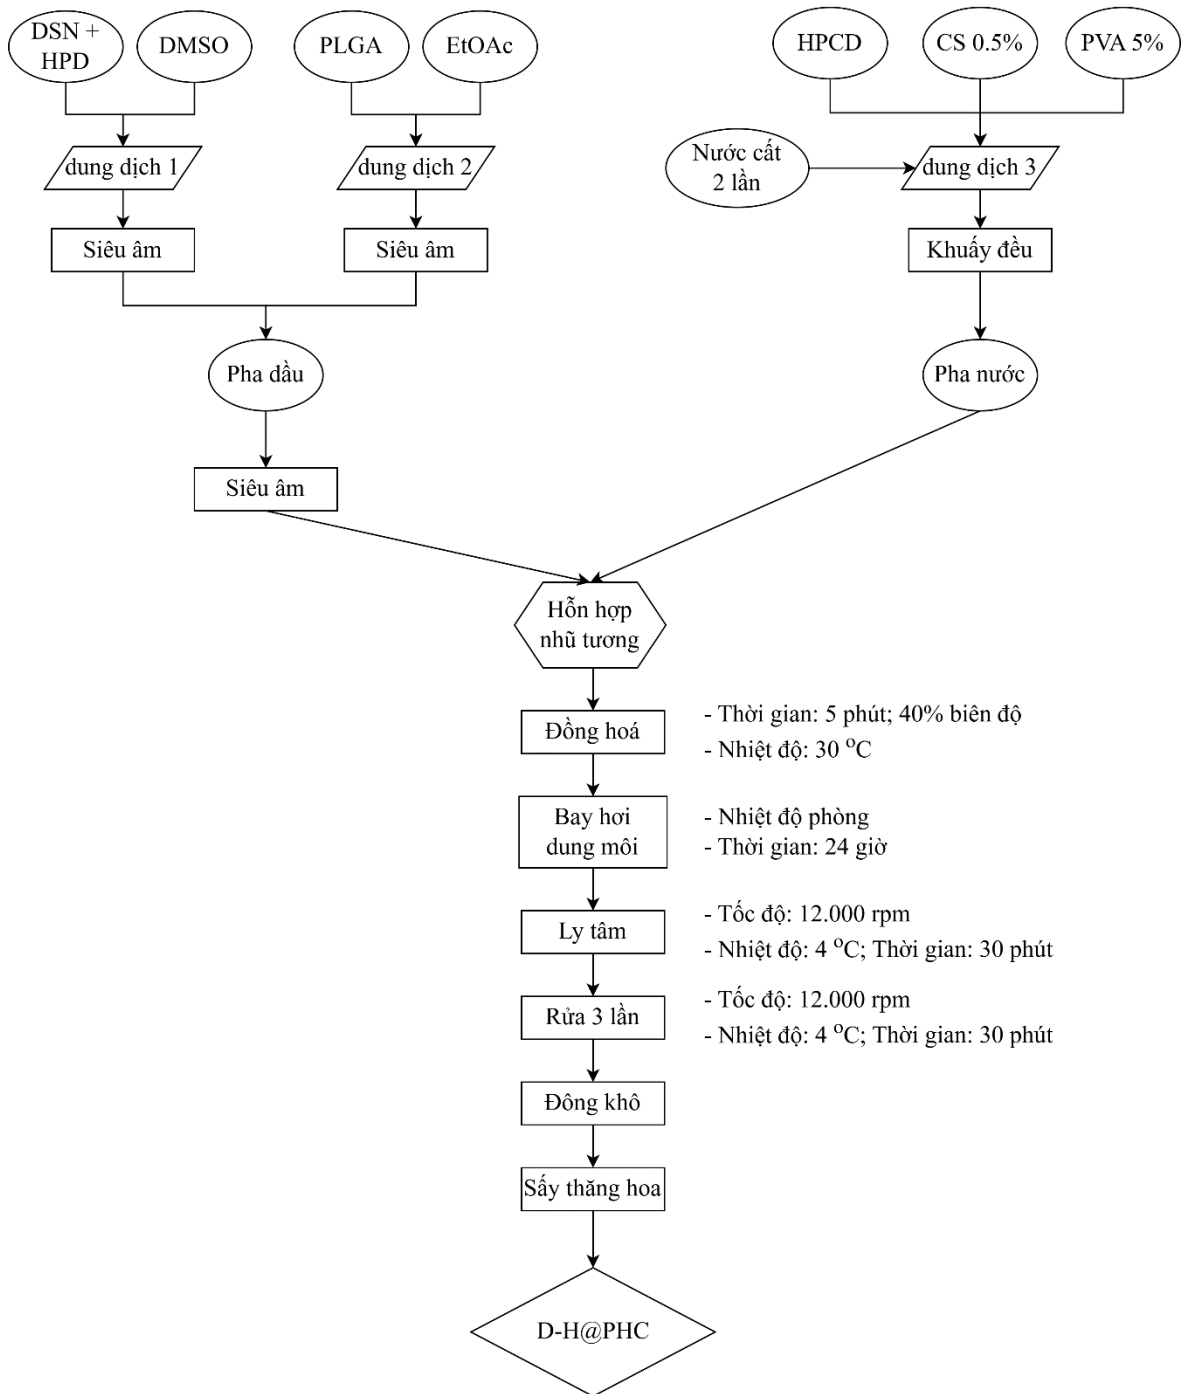 DSN +
HPD
DMSO
PLGA
EtOAc
HPCD
CS 0.5%
PVA 5%
dung dịch 1
dung dịch 2
Nước cất
2 lần
dung dịch 3
Siêu âm
Siêu âm
Khuấy đều
Pha dầu
Pha nước
Siêu âm
Hỗn hợp
nhũ tương
Đồng hoá
- Thời gian: 5 phút; 40% biên độ
- Nhiệt độ: 30 °C
Bay hơi
dung môi
- Nhiệt độ phòng
- Thời gian: 24 giờ
Ly tâm
- Tốc độ: 12.000 rpm
- Nhiệt độ: 4 °C; Thời gian: 30 phút
Rửa 3 lần
- Tốc độ: 12.000 rpm
- Nhiệt độ: 4 °C; Thời gian: 30 phút
Đông khô
Sấy thăng hoa
D-H@PHC